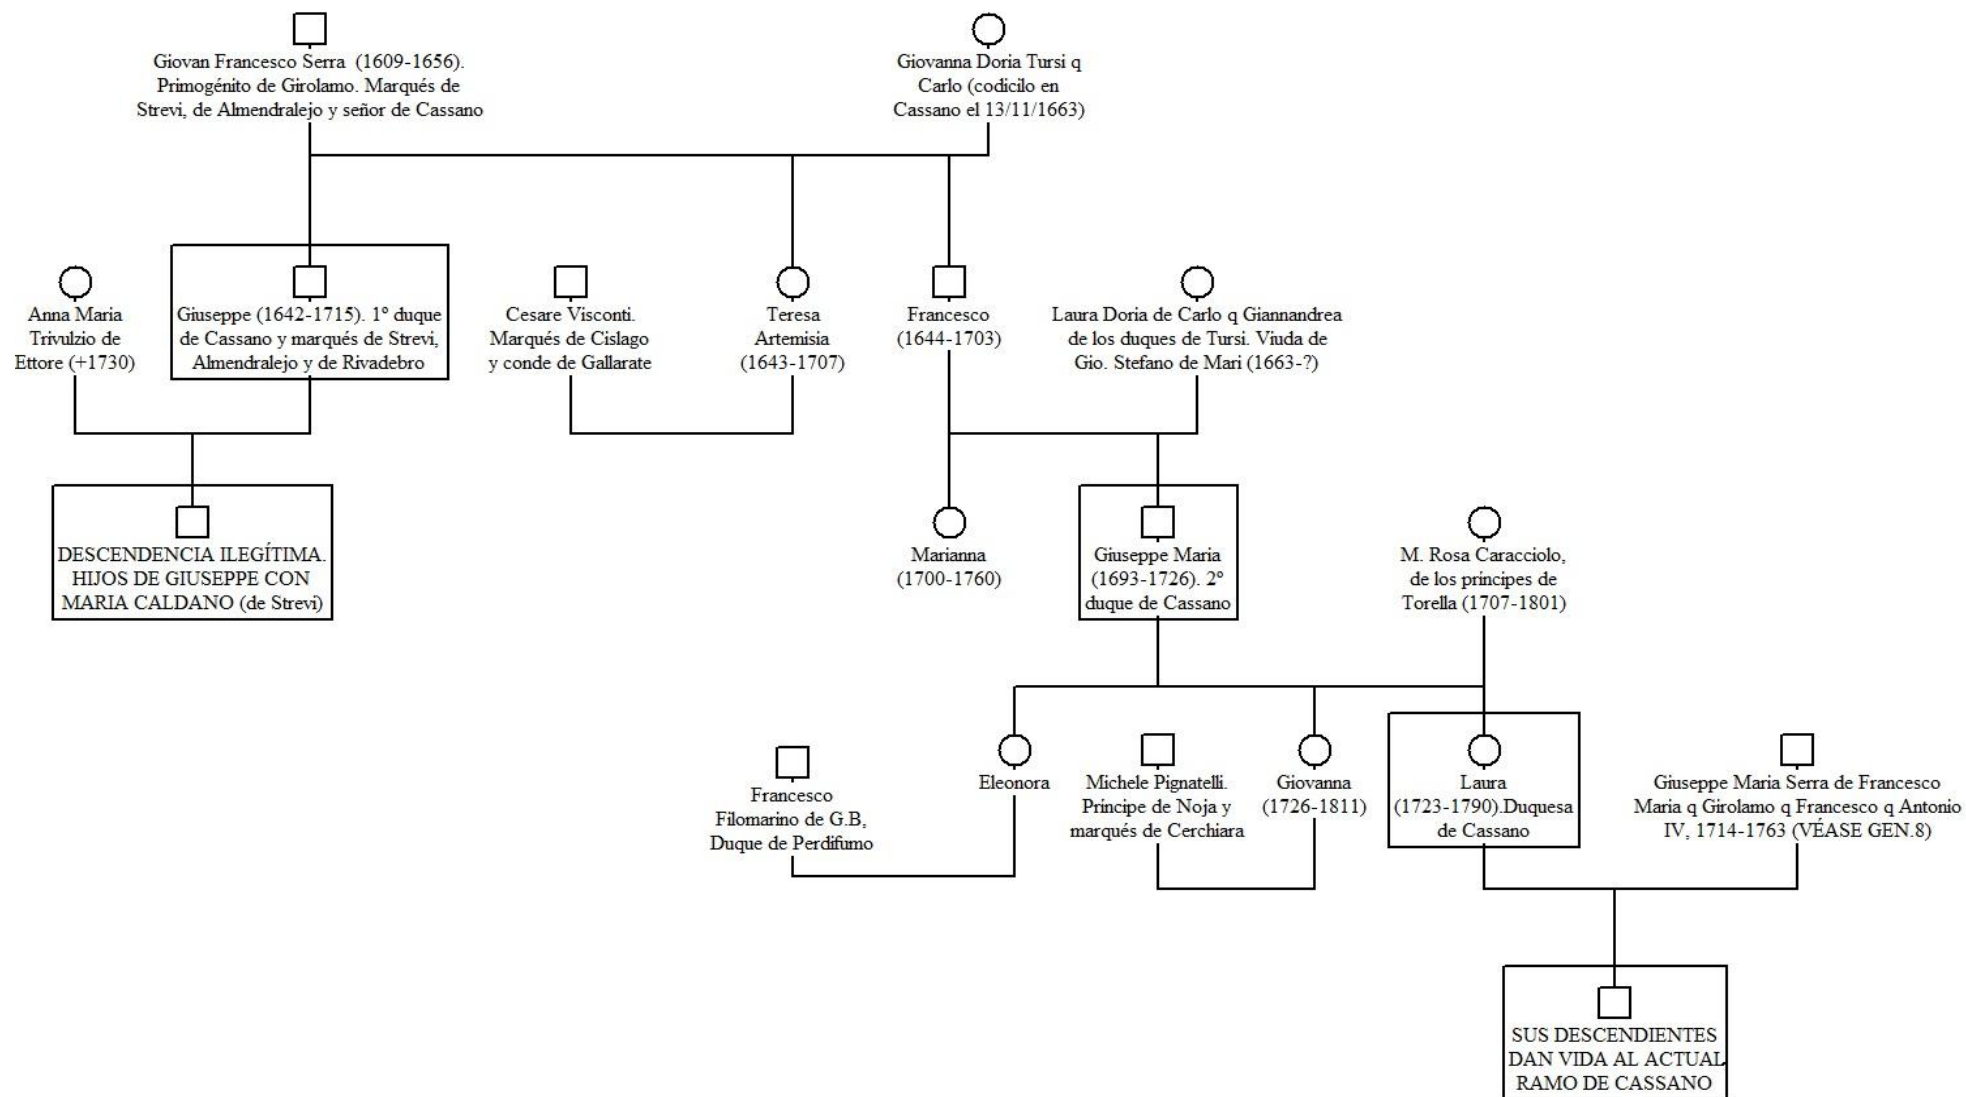 Giovan Francesco Serra (1609-1656).
Primogénito de Girolamo. Marqués de
Strevi, de Almendralejo y señor de Cassano
Giovanna Doria Tursi q
Carlo (codicilo en
Cassano el 13/11/1663)
Anna Maria
Trivulzio de
Ettore (+1730)
Giuseppe (1642-1715). 1º duque
de Cassano y marqués de Strevi,
Almendralejo y de Rivadebro
Cesare Visconti.
Marqués de Cislago
y conde de Gallarate
Teresa
Artemisia
(1643-1707)
Francesco
(1644-1703)
Laura Doria de Carlo q Giannandrea
de los duques de Tursi. Viuda de
Gio. Stefano de Mari (1663-?)
DESCENDENCIA ILEGÍTIMA.
HIJOS DE GIUSEPPE CON
MARIA CALDANO (de Strevi)
Marianna
(1700-1760)
Giuseppe Maria
(1693-1726). 2º
duque de Cassano
M. Rosa Caracciolo,
de los príncipes de
Torella (1707-1801)
Francesco
Filomarino de G.B,
Duque de Perdifumo
Eleonora
Michele Pignatelli.
Príncipe de Noja y
marqués de Cerchiara
Giovanna
(1726-1811)
Laura
(1723-1790).Duquesa
de Cassano
Giuseppe Maria Serra de Francesco
Maria q Girolamo q Francesco q Antonio
IV, 1714-1763 (VÉASE GEN.8)
SUS DESCENDIENTES
DAN VIDA AL ACTUAL
RAMO DE CASSANO